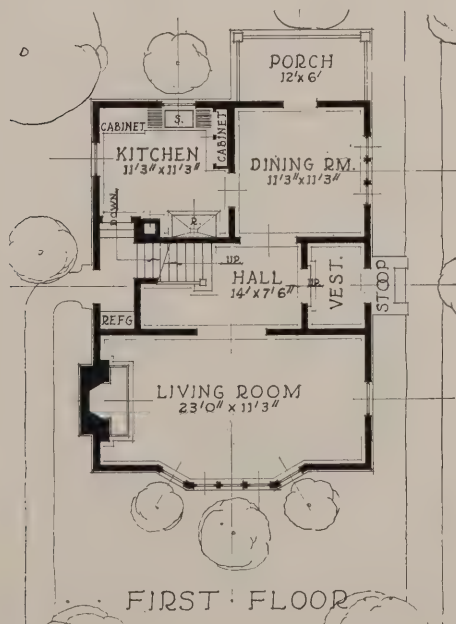 PORCH
12'x 6'
CABINET
S.
CABINET
KITCHEN
11'3"x11'3"
DINING RM.
11'3"x11'3"
DOWN
R
UP
HALL
14'x 7'6"
UP
VEST.
STOOP
REFG
LIVING ROOM
23'0" x 11'3"
FIRST · FLOOR